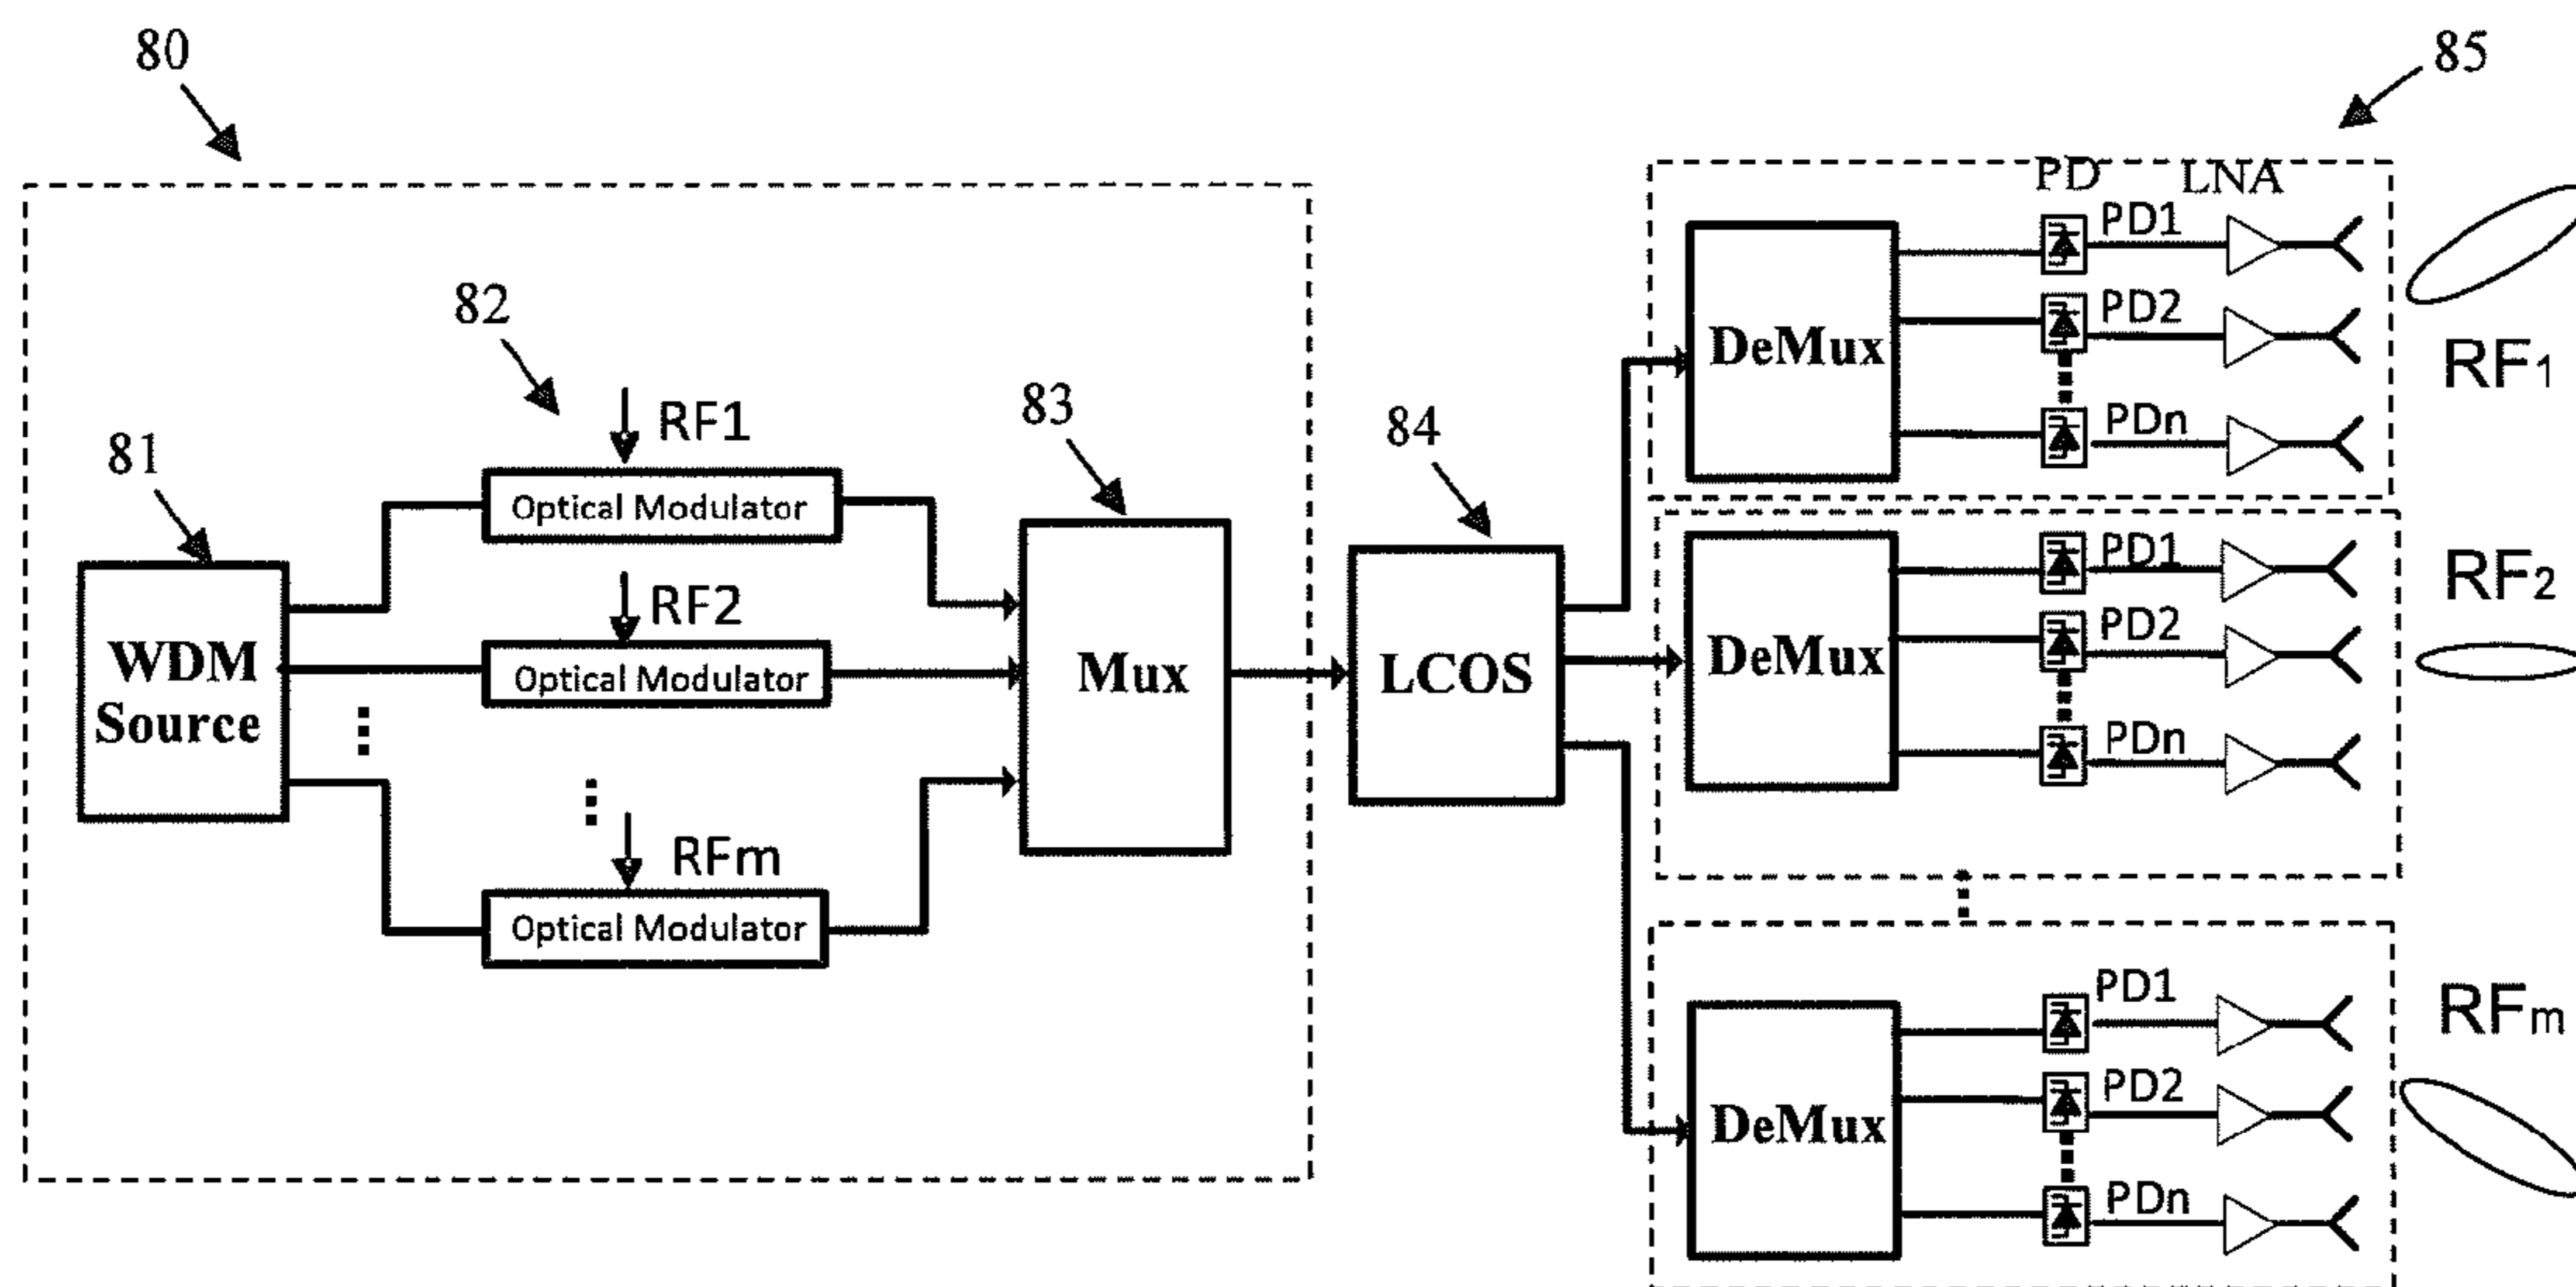 80
85
82
83
81
84
RF1
Optical Modulator
RF2
Optical Modulator
RFm
Optical Modulator
WDM
Source
Mux
LCOS
PD LNA
DeMux
PD1
PD2
PDn
RF1
DeMux
PD1
PD2
PDn
RF2
DeMux
PD1
PD2
PDn
RFm